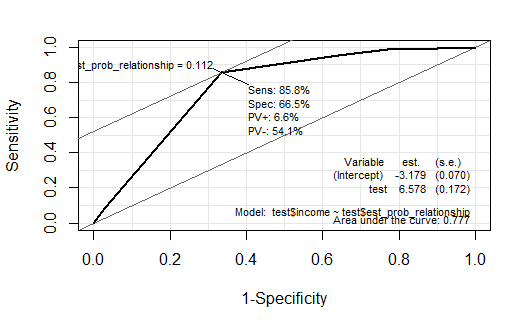 1.0
0.8
0.6
0.4
0.2
0.0
Sensitivity
st_prob_relationship = 0.112
Sens: 85.8%
Spec: 66.5%
PV+: 6.6%
PV-: 54.1%
Variable est. (s.e.)
(Intercept) -3.179 (0.070)
test 6.578 (0.172)
Model: test$income ~ test$est_prob_relationship
Area under the curve: 0.777
0.0 0.2 0.4 0.6 0.8 1.0
1-Specificity